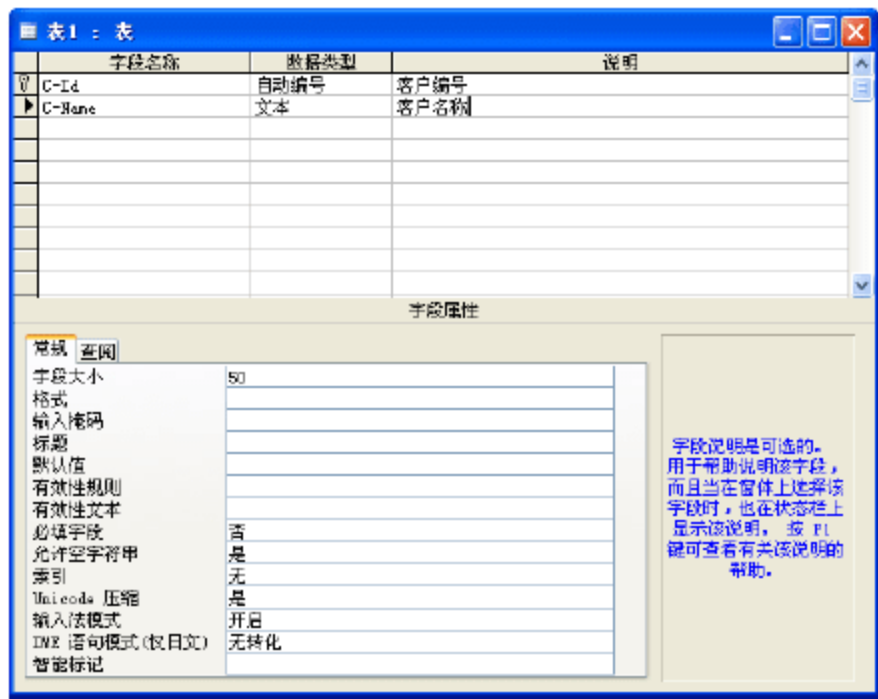 表1 : 表
字段名称 数据类型 说明
C-Id 自动编号 客户编号
C-Name 文本 客户名称
字段属性
常规 查阅
字段大小 50
格式
输入掩码
标题
默认值
有效性规则
有效性文本
必填字段 否
允许空字符串 是
索引 无
Unicode 压缩 是
输入法模式 开启
IME 语句模式(仅日文) 无转化
智能标记
字段说明是可选的。
用于帮助说明该字段，
而且当在窗体上选择该
字段时，也在状态栏上
显示该说明。 按 F1
键可查看有关该说明的
帮助。